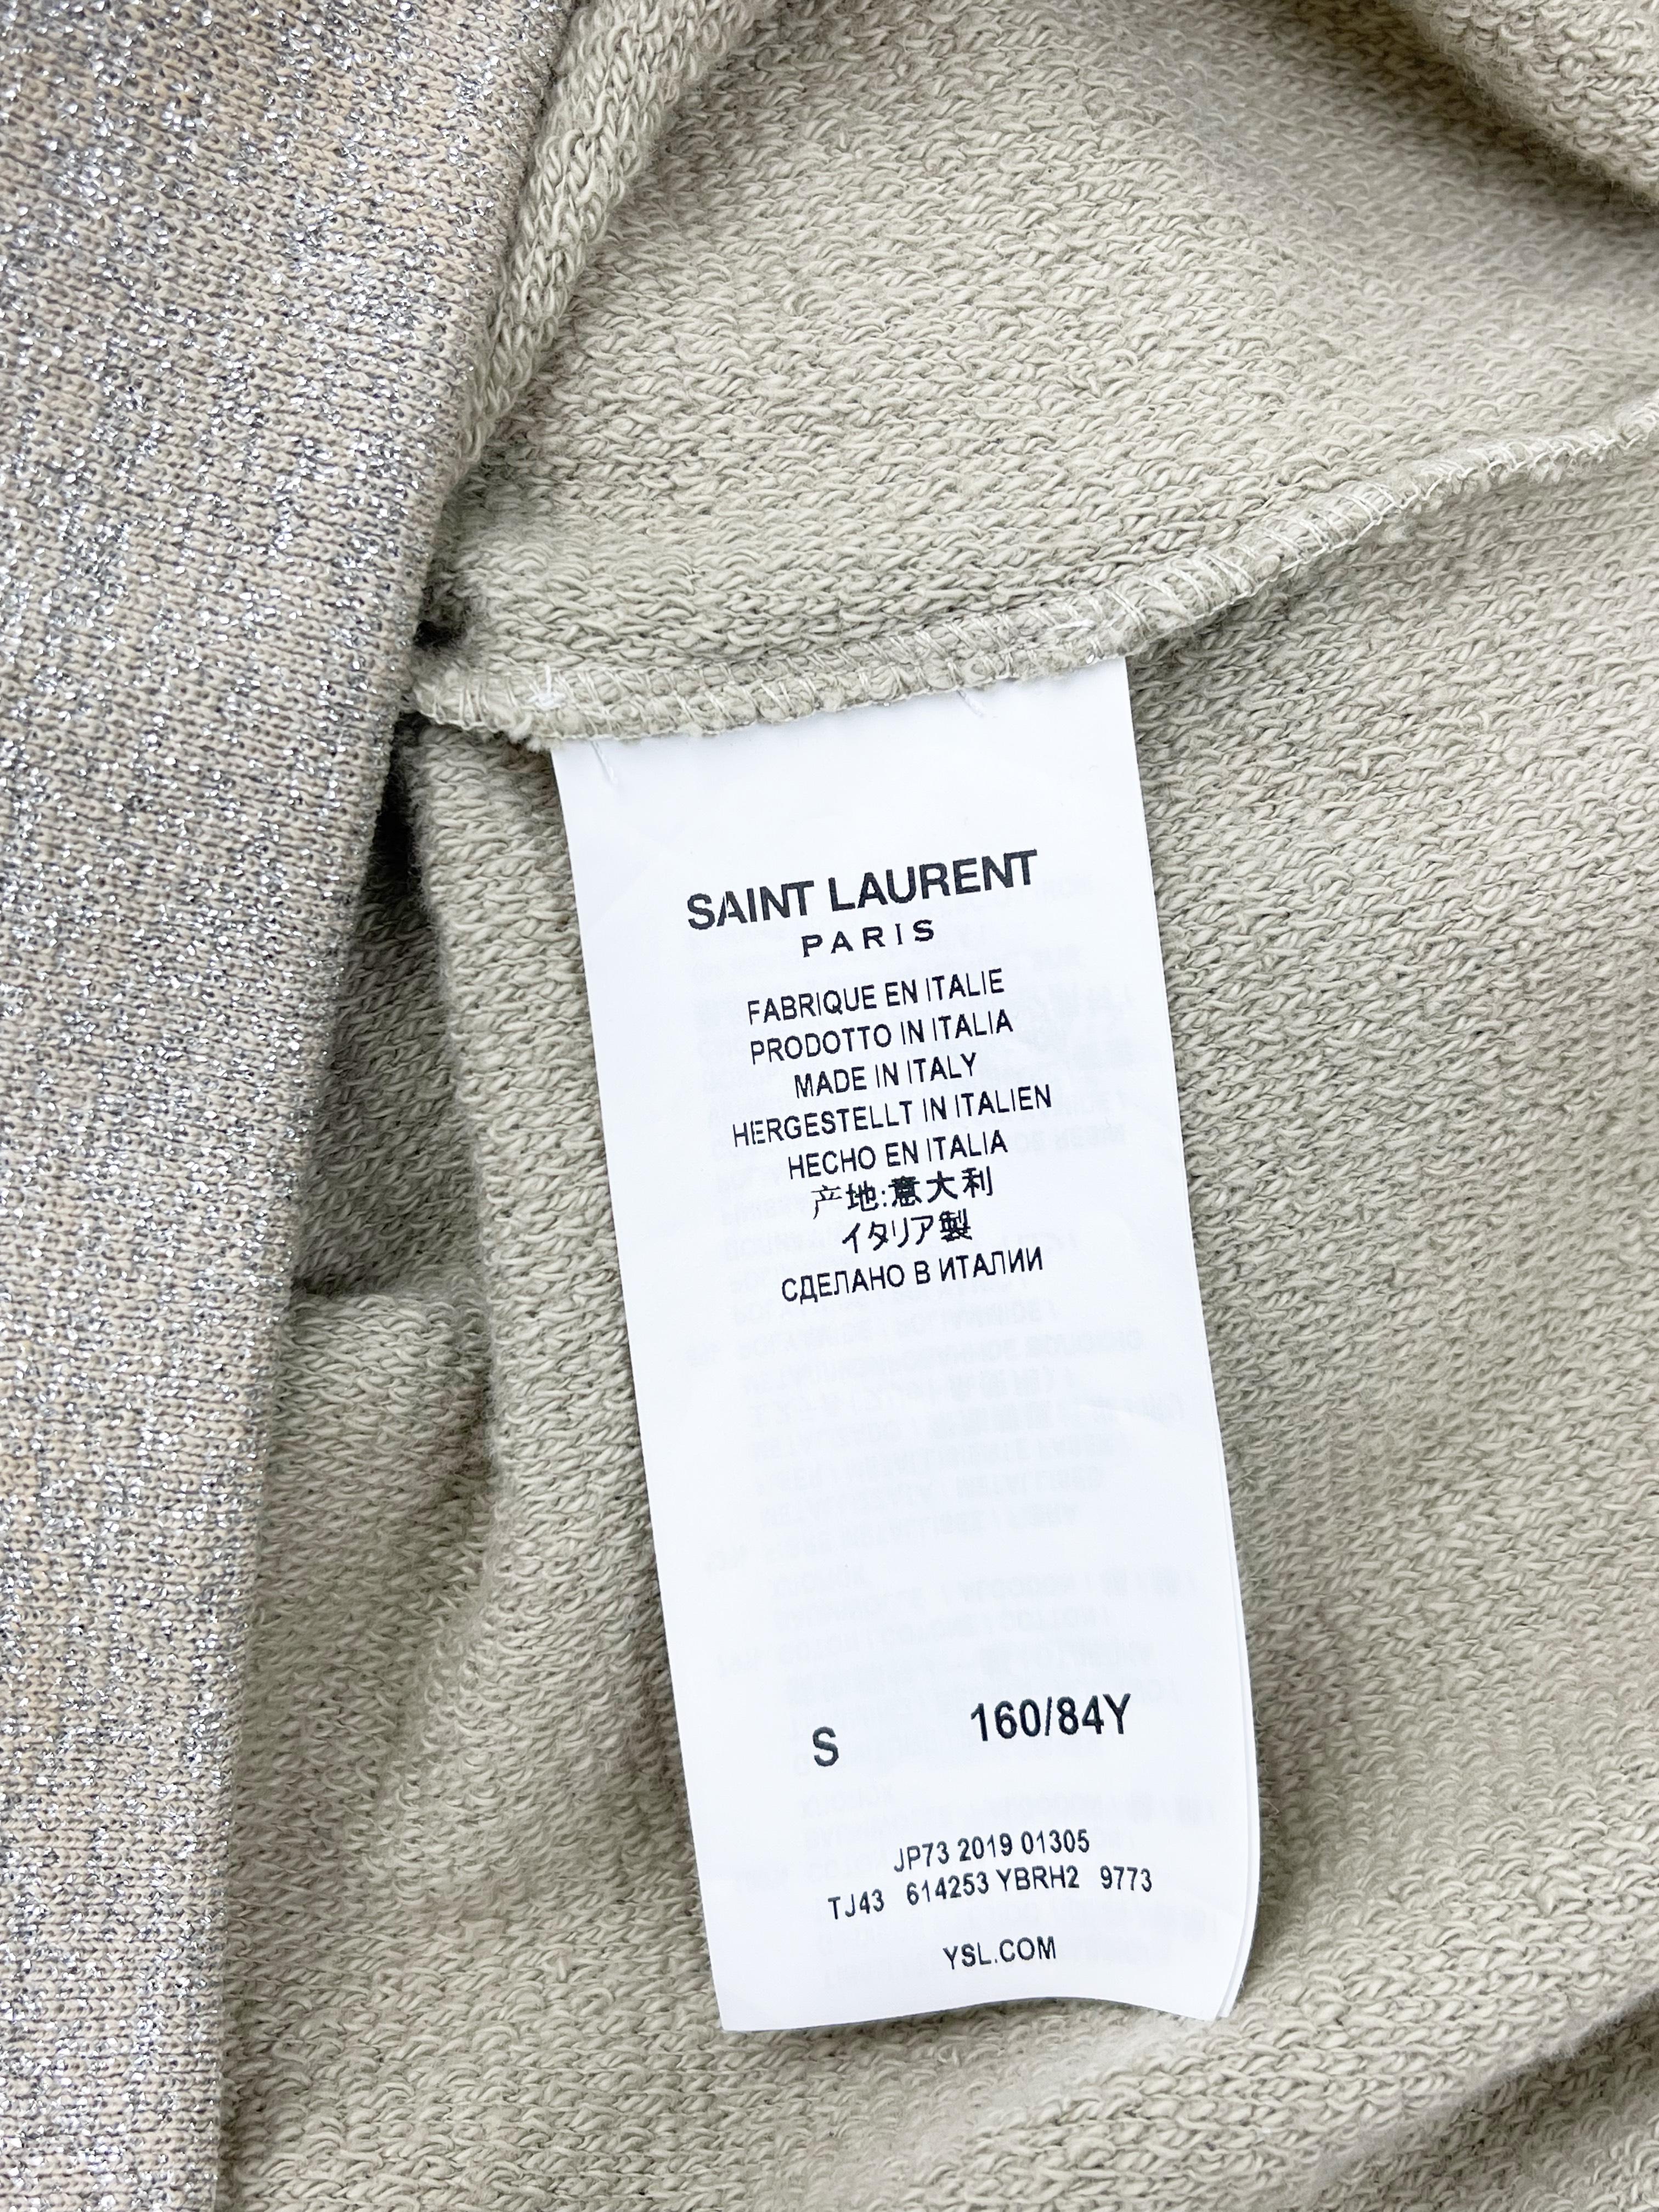 SAINT LAURENT
PARIS
FABRIQUE EN ITALIE
PRODOTTO IN ITALIA
MADE IN ITALY
HERGESTELLT IN ITALIEN
HECHO EN ITALIA
产地:意大利
イタリア製
СДЕЛАНО В ИТАЛИИ
S 160/84Y
JP73 2019 01305
TJ43 614253 YBRH2 9773
YSL.COM